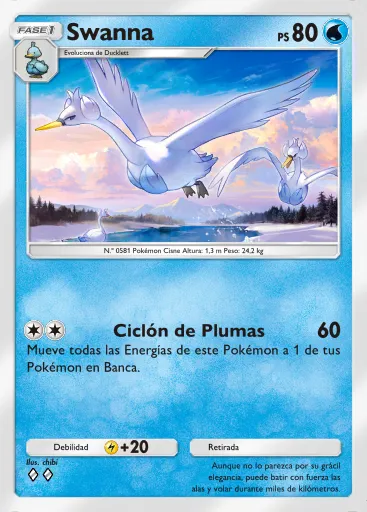 FASE 1
Swanna
PS 80
Evoluciona de Ducklett
N.º 0581 Pokémon Cisne Altura: 1,3 m Peso: 24,2 kg
Ciclón de Plumas 60
Mueve todas las Energías de este Pokémon a 1 de tus
Pokémon en Banca.
Debilidad +20
Retirada
Ilus. chibi
Aunque no lo parezca por su grácil
elegancia, puede batir con fuerza las
alas y volar durante miles de kilómetros.